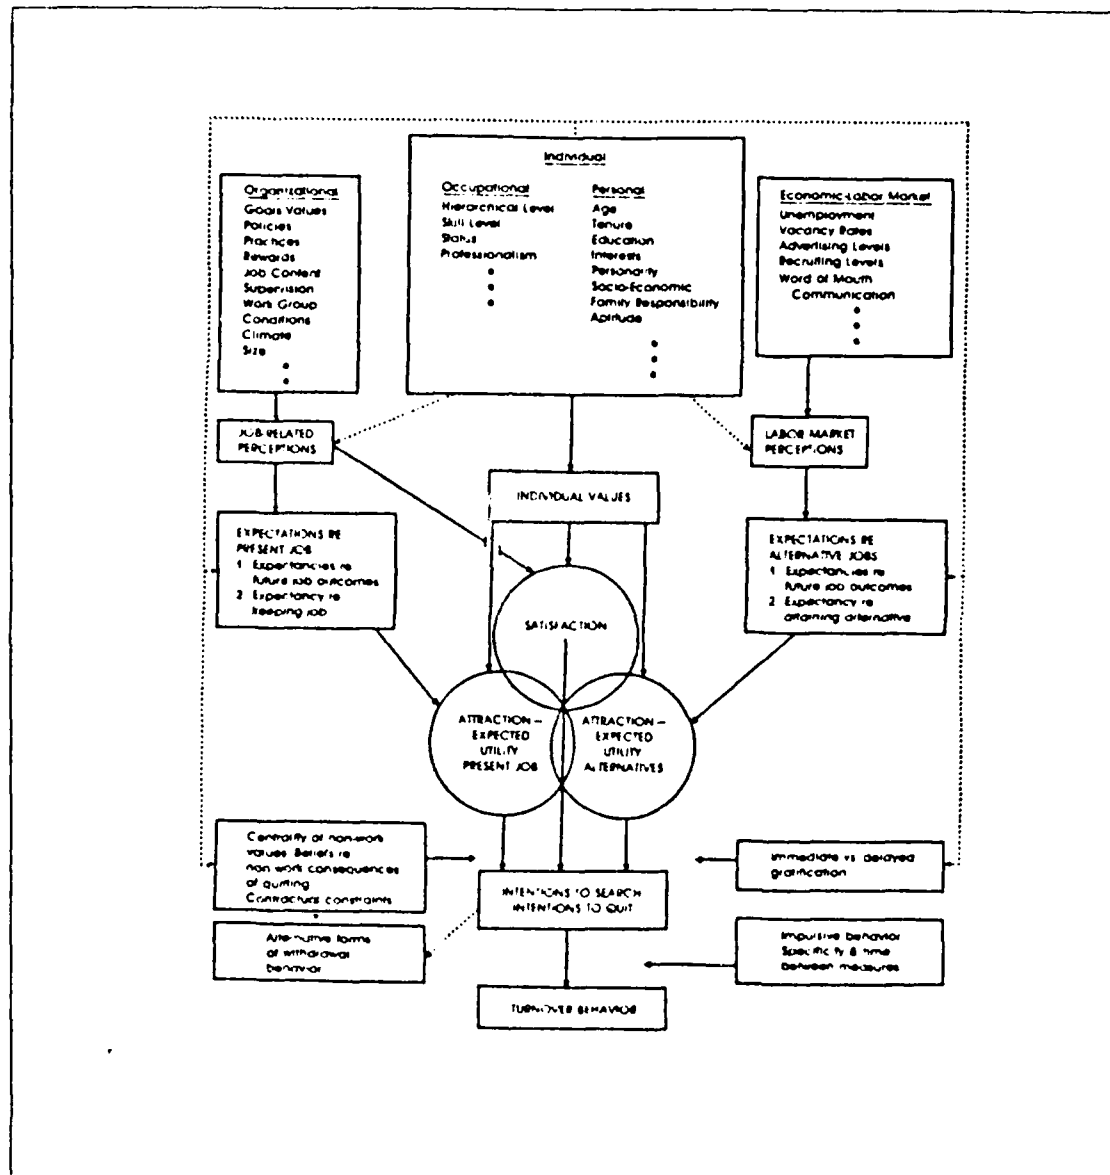 Individual
Organizational
Goals Values
Policies
Practices
Rewards
Job Content
Supervision
Work Group
Conditions
Climate
Size
Occupational
Hierarchical Level
Skill Level
Status
Professionalism
Personal
Age
Tenure
Education
Interests
Personality
Socio-Economic
Family Responsibility
Aptitude
Economic-Labor Market
Unemployment
Vacancy Rates
Advertising Levels
Recruiting Levels
Word of Mouth
Communication
JOB-RELATED
PERCEPTIONS
LABOR MARKET
PERCEPTIONS
INDIVIDUAL VALUES
EXPECTATIONS RE
PRESENT JOB
1 Expectancies re
future job outcomes
2 Expectancy re
keeping job
EXPECTATIONS RE
ALTERNATIVE JOBS
1 Expectancies re
future job outcomes
2 Expectancy re
attaining alternative
SATISFACTION
ATTRACTION –
EXPECTED
UTILITY
PRESENT JOB
ATTRACTION –
EXPECTED
UTILITY
ALTERNATIVES
Centrality of non-work
values Beliefs re
non work consequences
of quitting
Contractual constraints
Immediate vs delayed
gratification
INTENTIONS TO SEARCH
INTENTIONS TO QUIT
Alternative forms
of withdrawal
behavior
Impulsive behavior
Specificity & time
between measures
TURNOVER BEHAVIOR